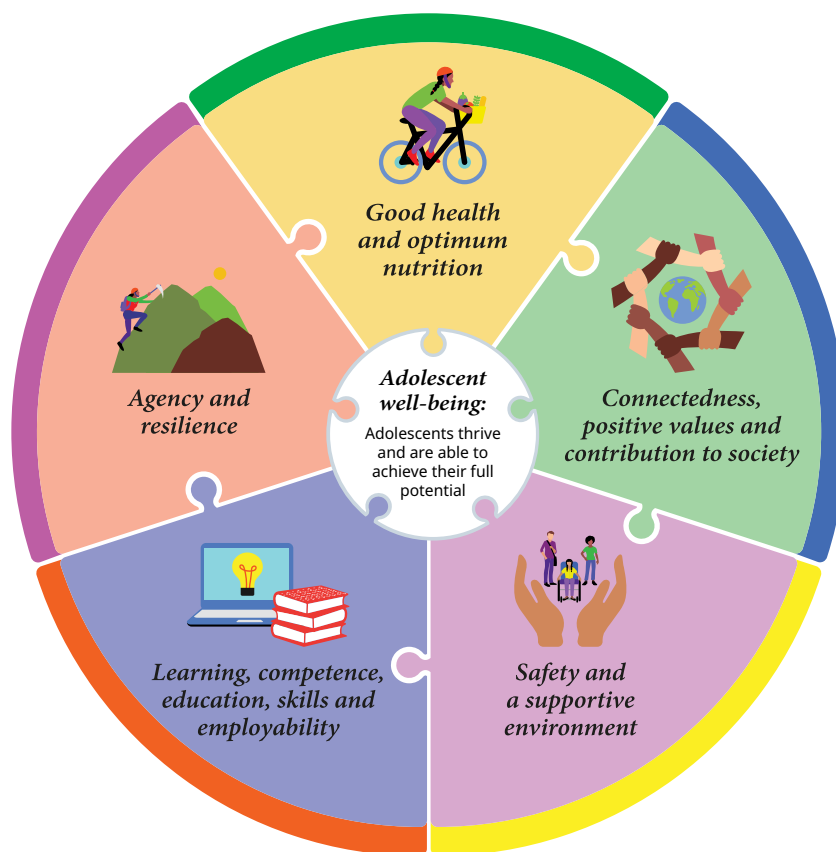 Good health
and optimum
nutrition
Connectedness,
positive values and
contribution to society
Safety and
a supportive
environment
Learning, competence,
education, skills and
employability
Agency and
resilience
Adolescent
well-being:
Adolescents thrive
and are able to
achieve their full
potential